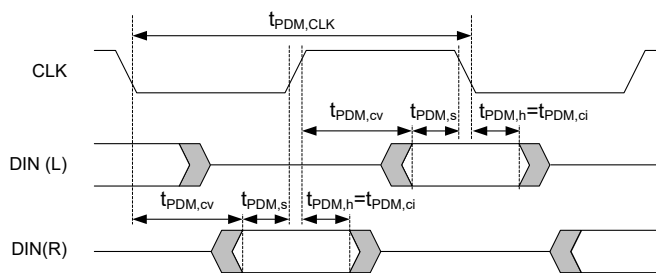 tPDM,CLK
CLK
tPDM,cv tPDM,s tPDM,h=tPDM,ci
DIN (L)
tPDM,cv tPDM,s tPDM,h=tPDM,ci
DIN(R)